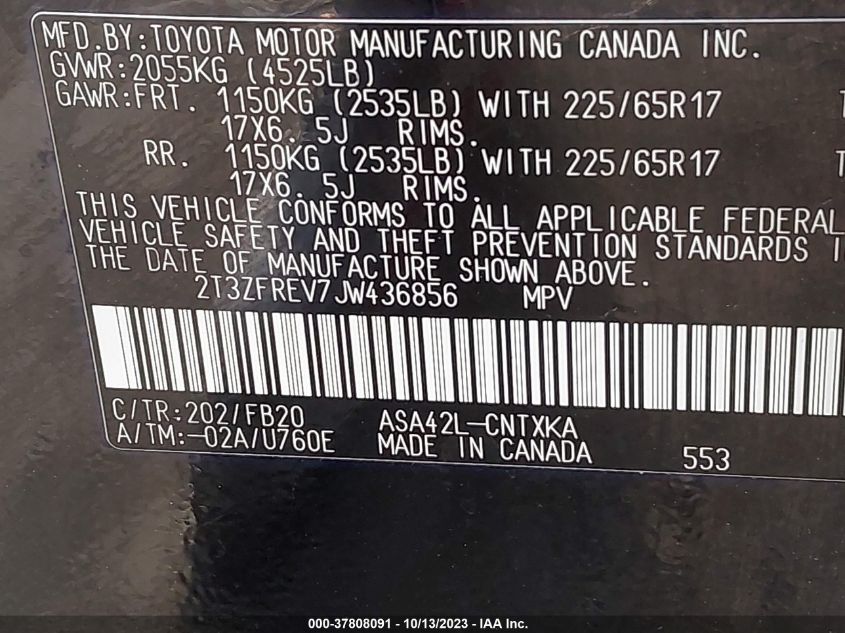 MFD.BY:TOYOTA MOTOR MANUFACTURING CANADA INC.
GVWR:2055KG (4525LB)
GAWR:FRT. 1150KG (2535LB) WITH 225/65R17
17X6. 5J RIMS.
RR. 1150KG (2535LB) WITH 225/65R17
17X6. 5J RIMS.
THIS VEHICLE CONFORMS TO ALL APPLICABLE FEDERAL
VEHICLE SAFETY AND THEFT PREVENTION STANDARDS
THE DATE OF MANUFACTURE SHOWN ABOVE.
2T3ZFREV7JW436856 MPV
C/TR:202/FB20 ASA42L-CNTXKA
A/TM:-02A/U760E MADE IN CANADA 553
000-37808091 - 10/13/2023 - IAA Inc.